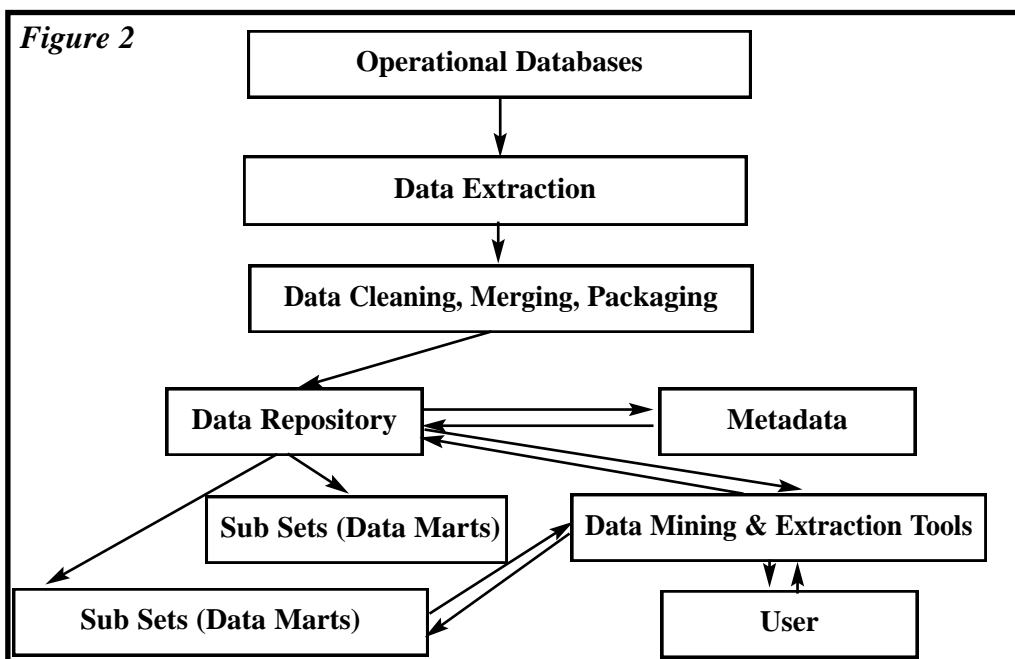 Figure 2
Operational Databases
Data Extraction
Data Cleaning, Merging, Packaging
Data Repository
Metadata
Sub Sets (Data Marts)
Data Mining & Extraction Tools
Sub Sets (Data Marts)
User